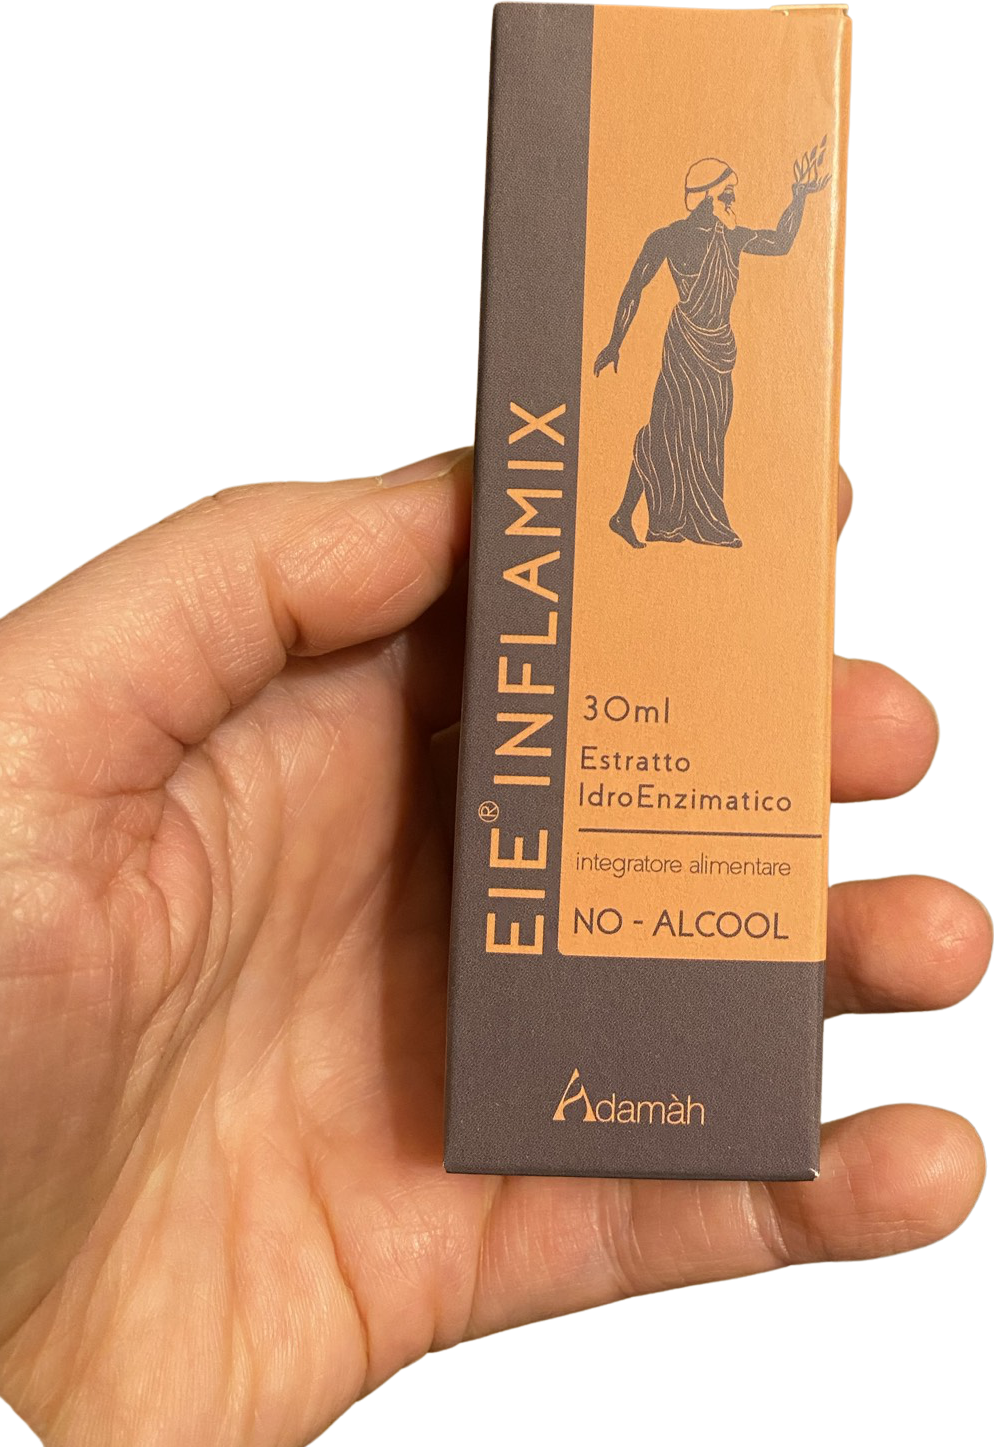 EIE® INFLAMIX
30ml
Estratto
IdroEnzimatico
integratore alimentare
NO - ALCOOL
Adamàh